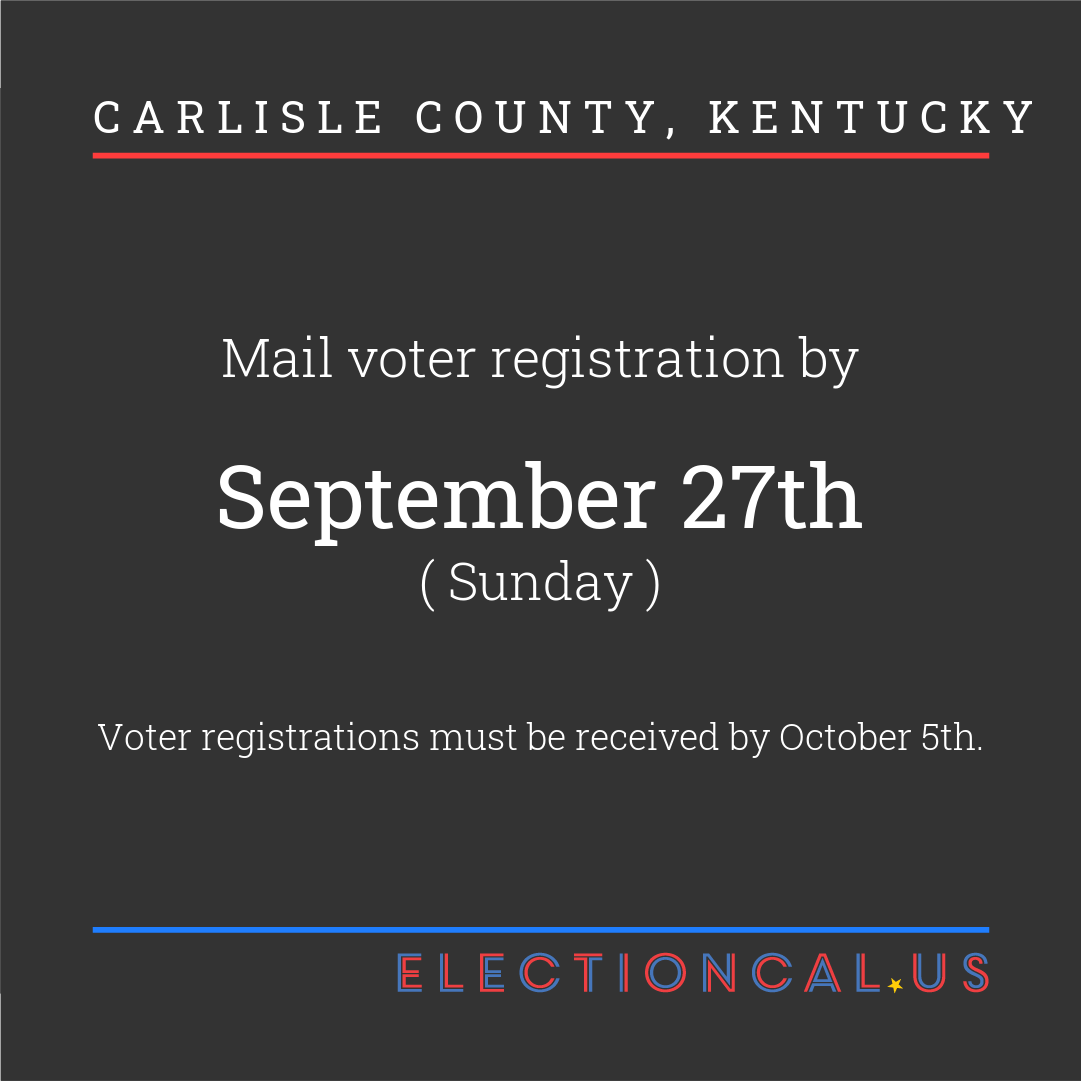 CARLISLE COUNTY, KENTUCKY
Mail voter registration by
September 27th
( Sunday )
Voter registrations must be received by October 5th.
ELECTIONCAL.US